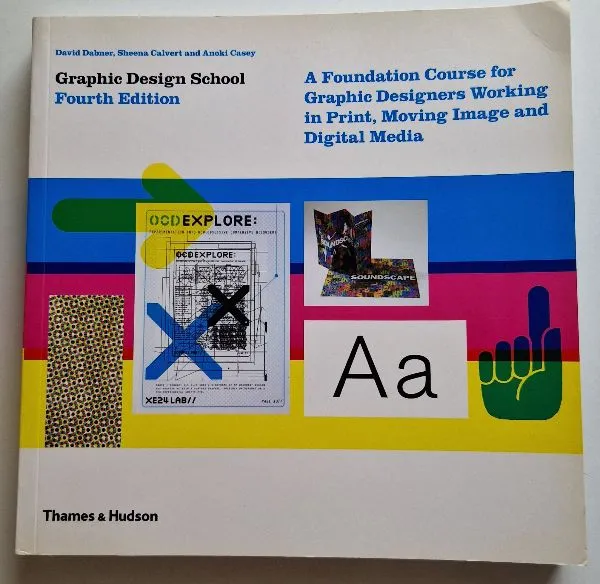 David Dabner, Sheena Calvert and Anoki Casey
Graphic Design School
Fourth Edition
A Foundation Course for
Graphic Designers Working
in Print, Moving Image and
Digital Media
OCDEXPLORE:
OCDEXPLORE:
XE24 LAB//
SOUNDSCAPE
Aa
Thames & Hudson